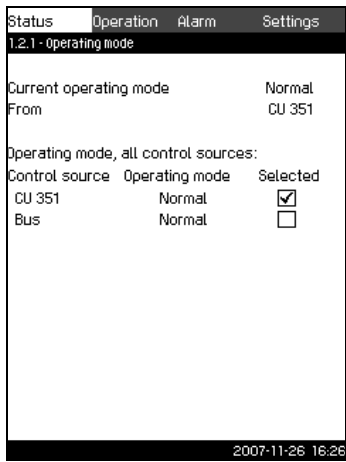 Status Operation Alarm Settings
1.2.1 - Operating mode
Current operating mode Normal
From CU 351
Operating mode, all control sources:
Control source Operating mode Selected
CU 351 Normal
Bus Normal
2007-11-26 16:26